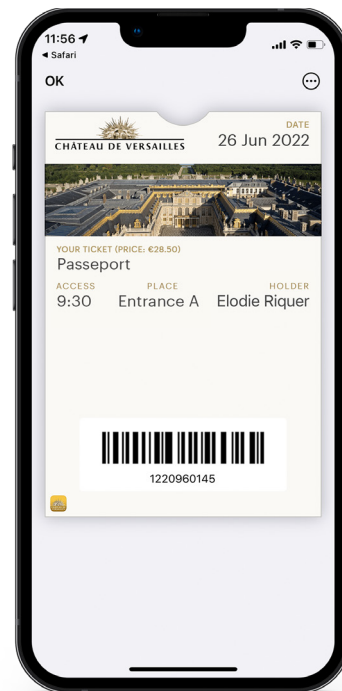 11:56
◀ Safari
OK
CHÂTEAU DE VERSAILLES
DATE
26 Jun 2022
YOUR TICKET (PRICE: €28.50)
Passeport
ACCESS PLACE HOLDER
9:30 Entrance A Elodie Riquer
1220960145